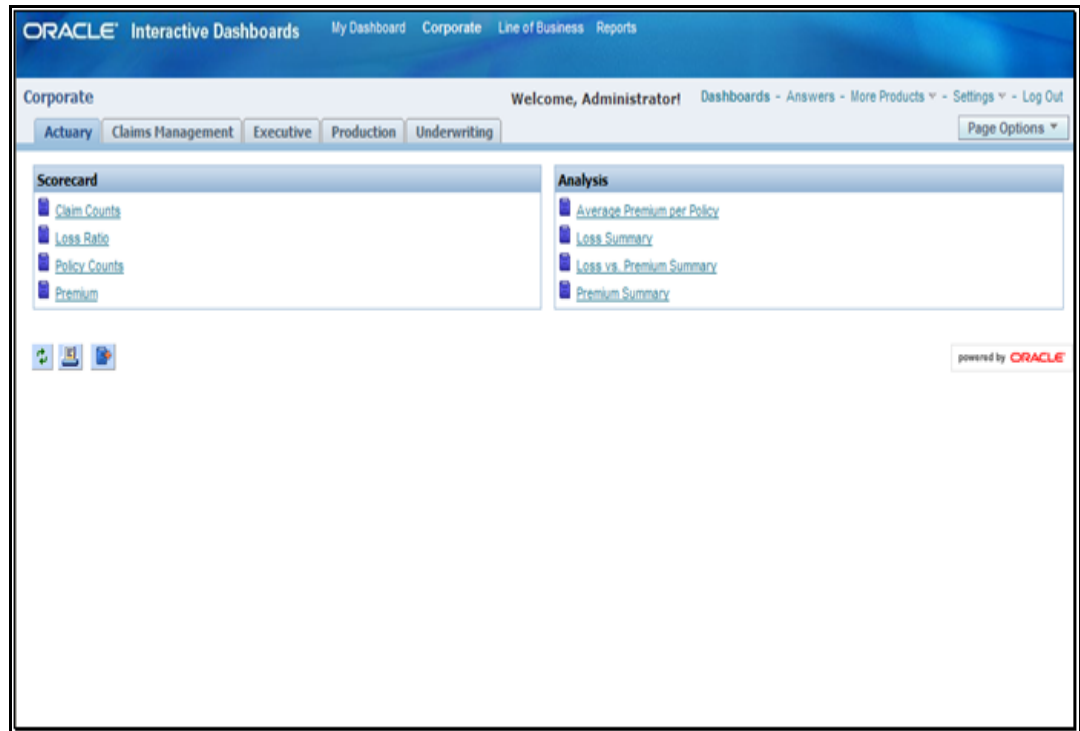 ORACLE Interactive Dashboards My Dashboard Corporate Line of Business Reports
Corporate Welcome, Administrator! Dashboards - Answers - More Products - Settings - Log Out
Actuary Claims Management Executive Production Underwriting Page Options
Scorecard
Claim Counts
Loss Ratio
Policy Counts
Premium
Analysis
Average Premium per Policy
Loss Summary
Loss vs. Premium Summary
Premium Summary
powered by ORACLE